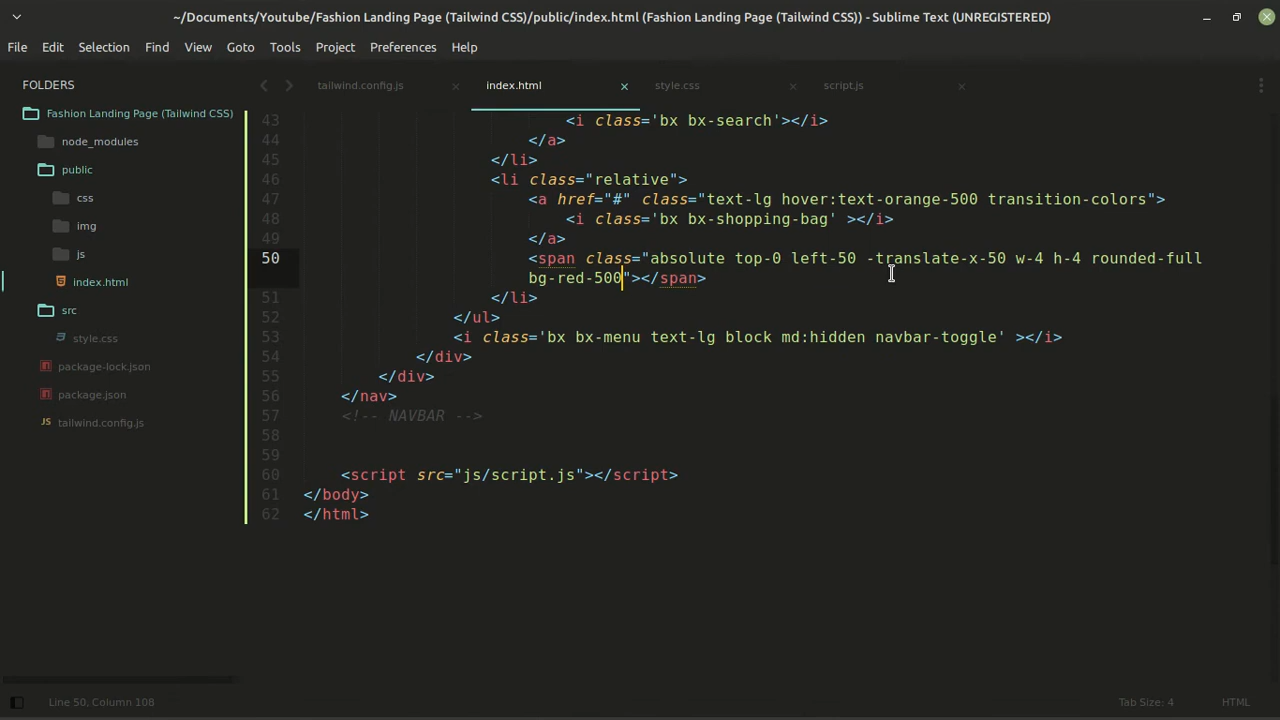 ~/Documents/Youtube/Fashion Landing Page (Tailwind CSS)/public/index.html (Fashion Landing Page (Tailwind CSS)) - Sublime Text (UNREGISTERED)
File Edit Selection Find View Goto Tools Project Preferences Help
FOLDERS
Fashion Landing Page (Tailwind CSS)
node_modules
public
css
img
js
index.html
src
style.css
package-lock.json
package.json
JS tailwind.config.js
tailwind.config.js × index.html × style.css × script.js ×
43 <i class='bx bx-search'></i>
44 </a>
45 </li>
46 <li class="relative">
47 <a href="#" class="text-lg hover:text-orange-500 transition-colors">
48 <i class='bx bx-shopping-bag' ></i>
49 </a>
50 <span class="absolute top-0 left-50 -translate-x-50 w-4 h-4 rounded-full
bg-red-500"></span>
51 </li>
52 </ul>
53 <i class='bx bx-menu text-lg block md:hidden navbar-toggle' ></i>
54 </div>
55 </div>
56 </nav>
57 <!-- NAVBAR -->
58
59
60 <script src="js/script.js"></script>
61 </body>
62 </html>
Line 50, Column 108 Tab Size: 4 HTML